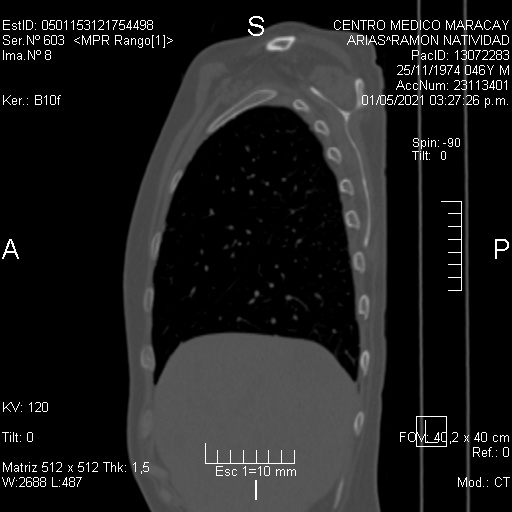 S
EstID: 0501153121754498
Ser.Nº 603 <MPR Rango[1]>
Ima.Nº 8
Ker.: B10f
CENTRO MEDICO MARACAY
ARIAS^RAMON NATIVIDAD
PacID: 13072283
25/11/1974 046Y M
AccNum: 23113401
01/05/2021 03:27:26 p.m.
Spin: -90
Tilt: 0
A
P
KV: 120
Tilt: 0
Matriz 512 x 512 Thk: 1,5
W:2688 L:487
Esc 1=10 mm
I
FOV: 40,2 x 40 cm
Ref.: 0
Mod.: CT